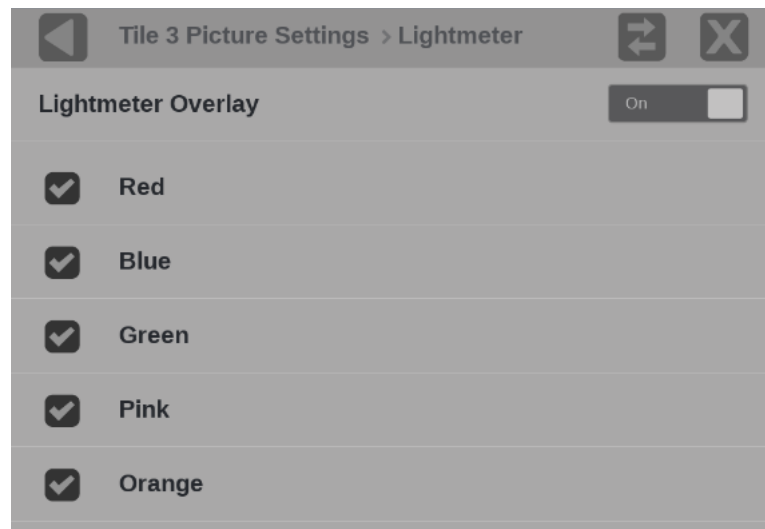 Tile 3 Picture Settings > Lightmeter
Lightmeter Overlay On
Red
Blue
Green
Pink
Orange